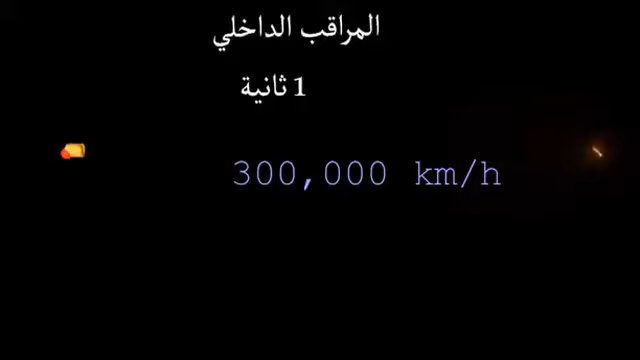 المراقب الداخلي
1 ثانية
300,000 km/h